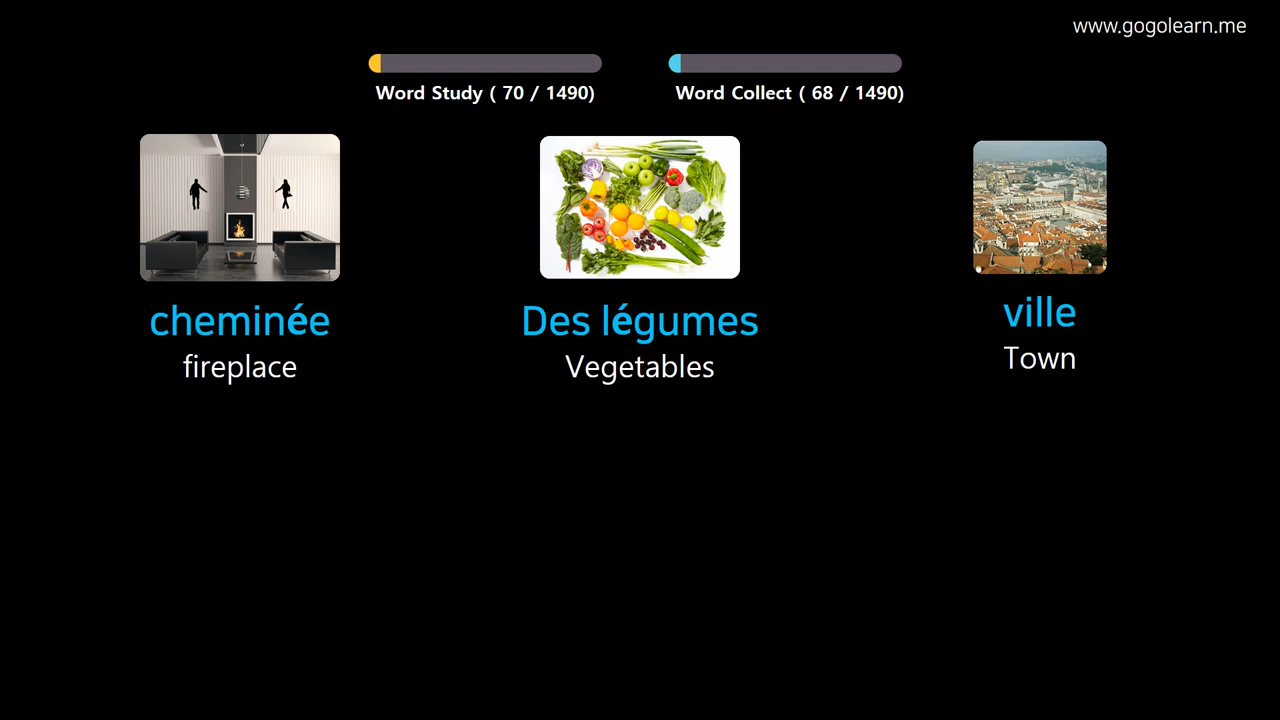 www.gogolearn.me
Word Study ( 70 / 1490)
Word Collect ( 68 / 1490)
cheminée
fireplace
Des légumes
Vegetables
ville
Town